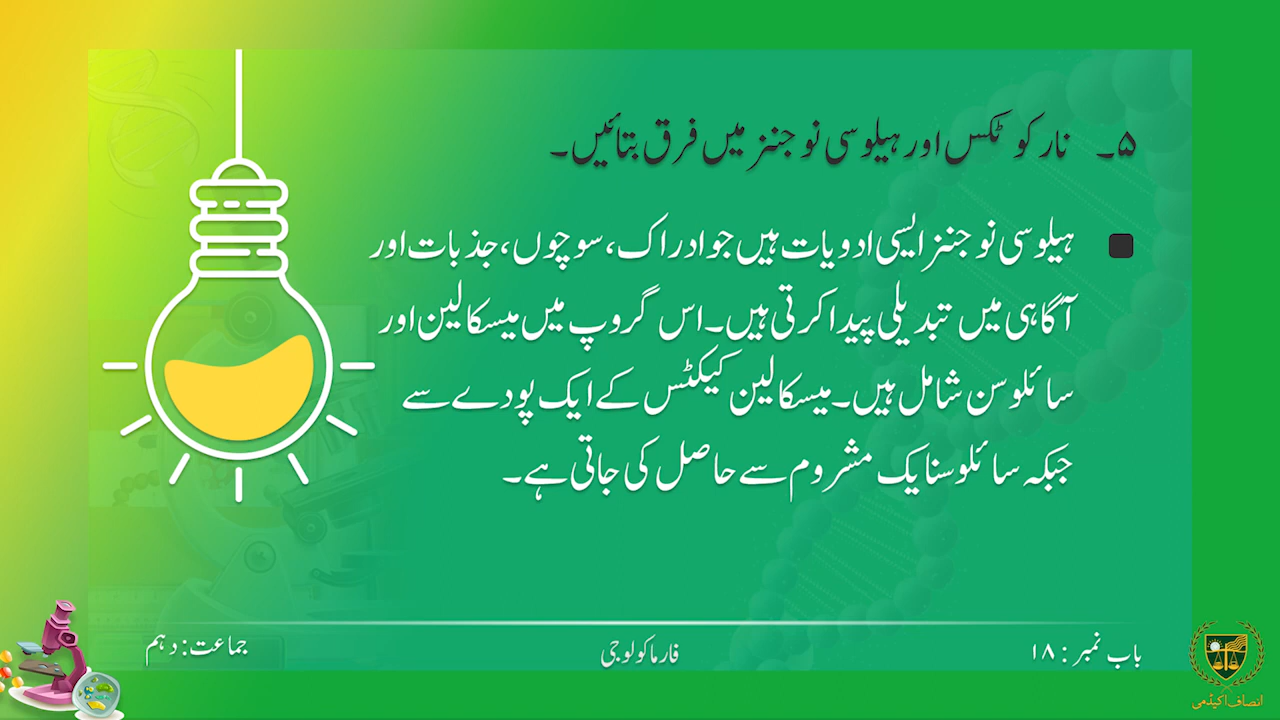 ۵۔ نارکوٹکس اور ہیلوسی نوجنز میں فرق بتائیں۔
ہیلوسی نوجنز ایسی ادویات ہیں جو ادراک، سوچوں، جذبات اور
آگاہی میں تبدیلی پیدا کرتی ہیں۔ اس گروپ میں میسکالین اور
سائلوسن شامل ہیں۔ میسکالین کیکٹس کے ایک پودے سے
جبکہ سائلوسنایک مشروم سے حاصل کی جاتی ہے۔
باب نمبر : ۱۸
فارماکولوجی
جماعت: دہم
انصاف اکیڈمی